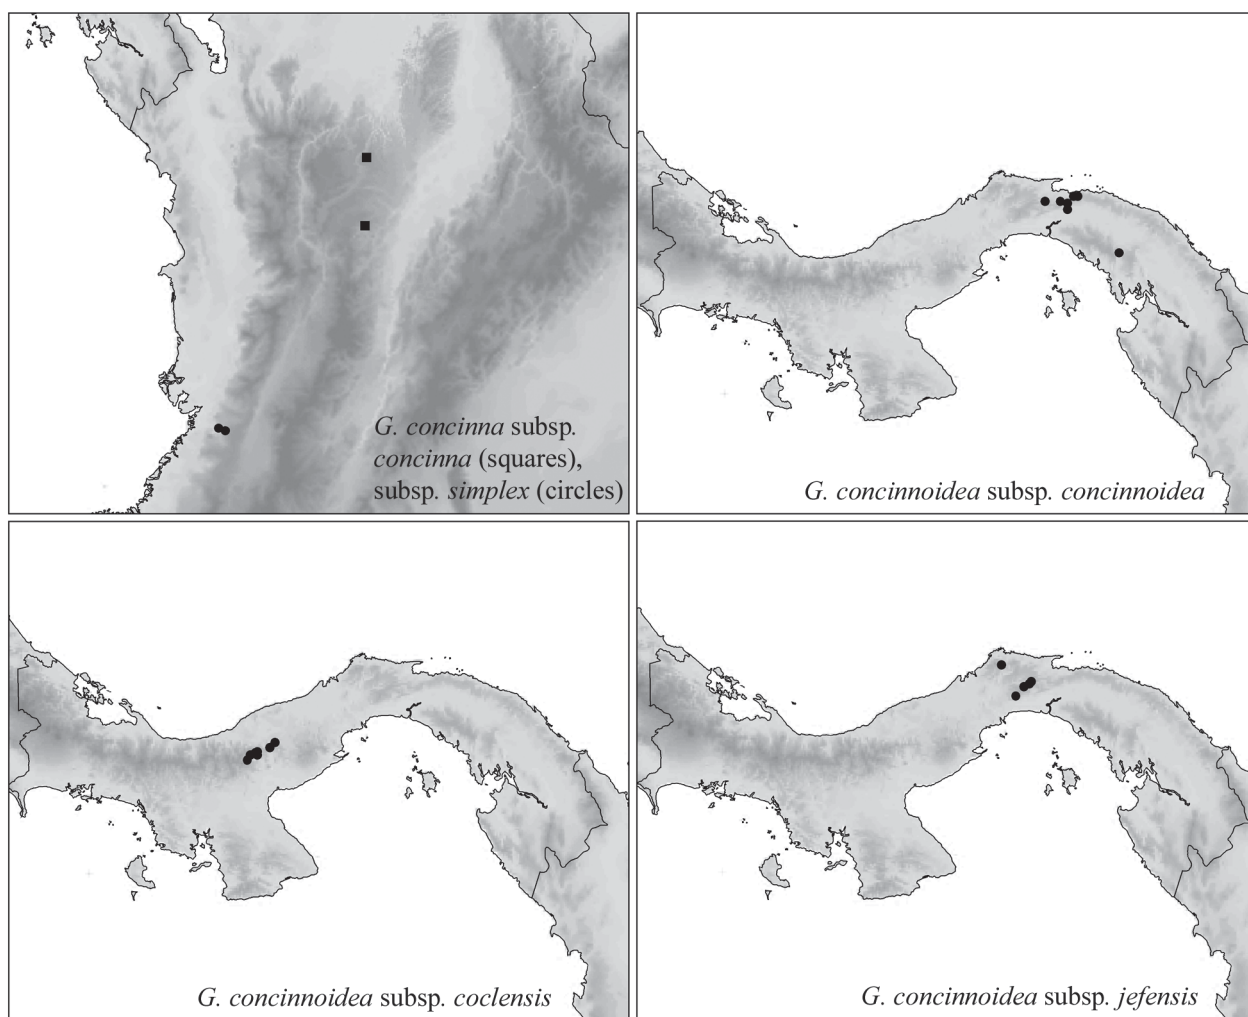 G. concinna subsp.
concinna (squares),
subsp. simplex (circles)
G. concinnoidea subsp. concinnoidea
G. concinnoidea subsp. coclensis
G. concinnoidea subsp. jefensis